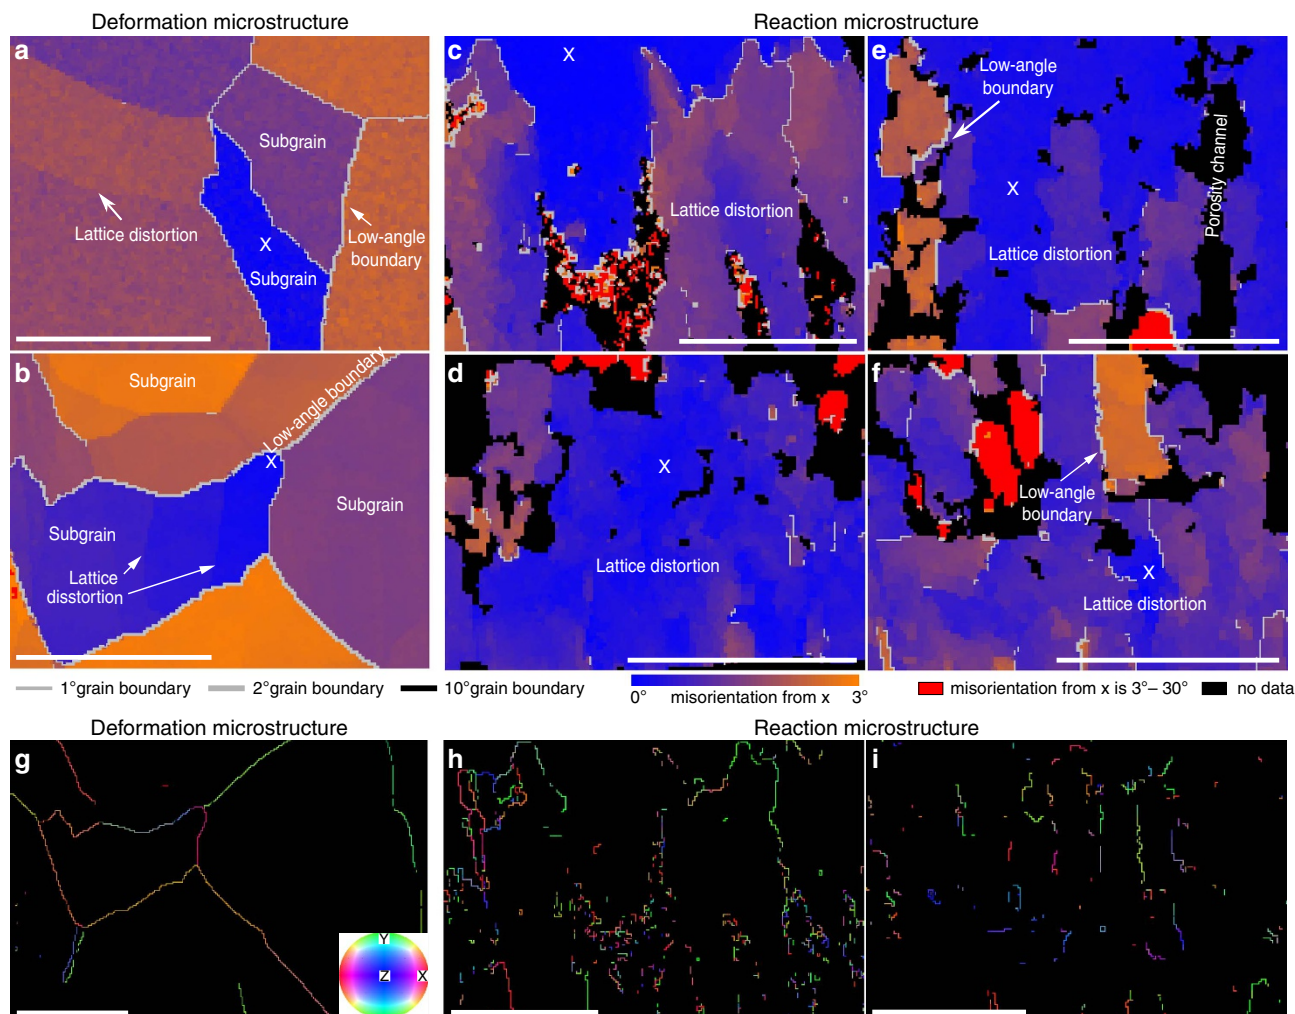 Deformation microstructure
Reaction microstructure
a
Subgrain
Lattice distortion
X
Subgrain
Low-angle
boundary
c
X
Lattice distortion
e
Low-angle
boundary
X
Lattice distortion
Porosity channel
b
Subgrain
Low-angle boundary
X
Subgrain
Subgrain
Lattice
disstortion
d
X
Lattice distortion
f
Low-angle
boundary
X
Lattice distortion
1°grain boundary
2°grain boundary
10°grain boundary
0° misorientation from x 3°
misorientation from x is 3°– 30°
no data
Deformation microstructure
Reaction microstructure
g
Y
Z
X
h
i